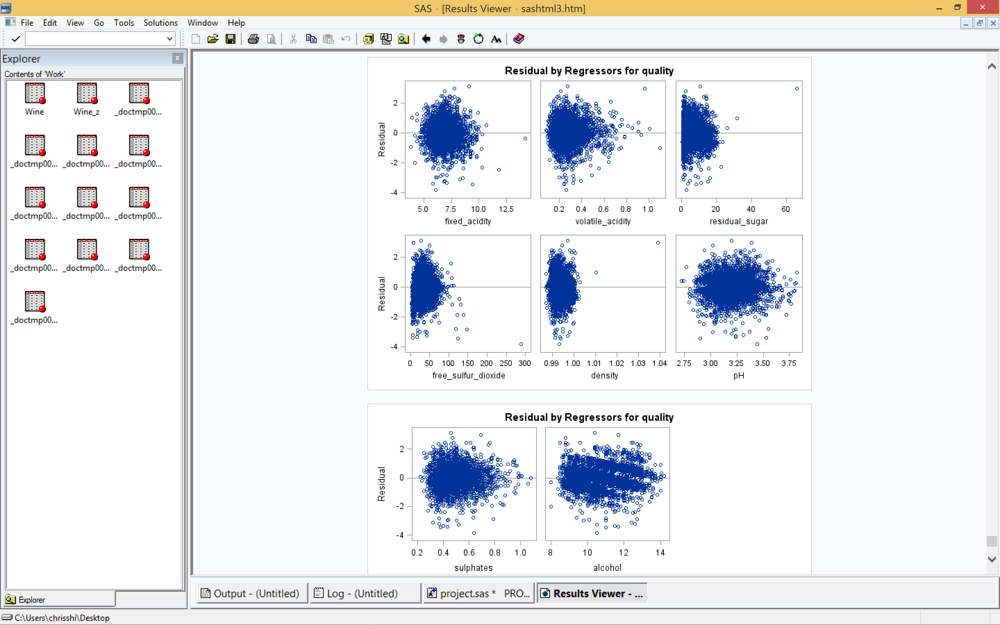 sas
SAS - [Results Viewer - sashtml3.htm]
File Edit View Go Tools Solutions Window Help
Explorer
Contents of 'Work'
Wine Wine_z _doctmp00...
_doctmp00... _doctmp00... _doctmp00...
_doctmp00... _doctmp00... _doctmp00...
_doctmp00... _doctmp00... _doctmp00...
_doctmp00...
Explorer
Residual by Regressors for quality
Residual
2
0
-2
-4
5.0 7.5 10.0 12.5
fixed_acidity
0.2 0.4 0.6 0.8 1.0
volatile_acidity
0 20 40 60
residual_sugar
Residual
2
0
-2
-4
0 50 100 150 200 250 300
free_sulfur_dioxide
0.99 1.00 1.01 1.02 1.03 1.04
density
2.75 3.00 3.25 3.50 3.75
pH
Residual by Regressors for quality
Residual
2
0
-2
-4
0.2 0.4 0.6 0.8 1.0
sulphates
8 10 12 14
alcohol
Output - (Untitled) Log - (Untitled) project.sas * PRO... Results Viewer - ...
C:\Users\chrisshi\Desktop